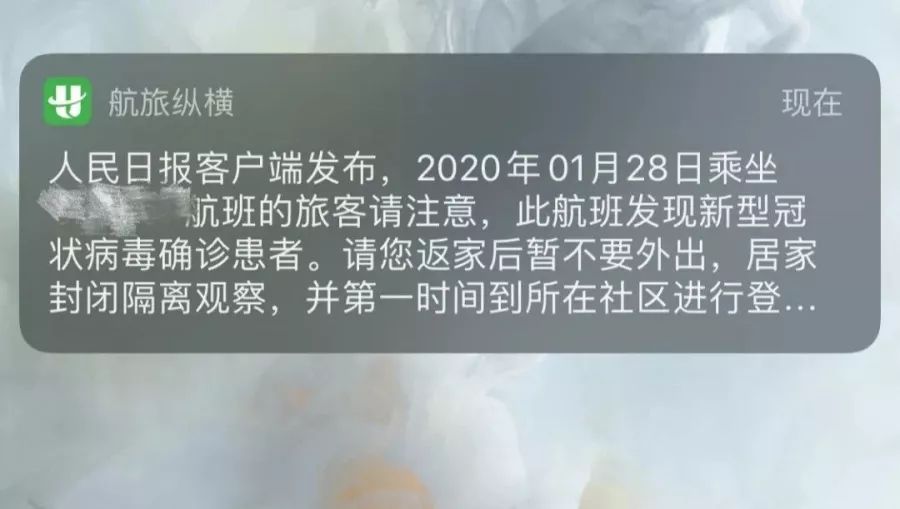 航旅纵横
现在
人民日报客户端发布，2020年01月28日乘坐
航班的旅客请注意，此航班发现新型冠
状病毒确诊患者。请您返家后暂不要外出，居家
封闭隔离观察，并第一时间到所在社区进行登...